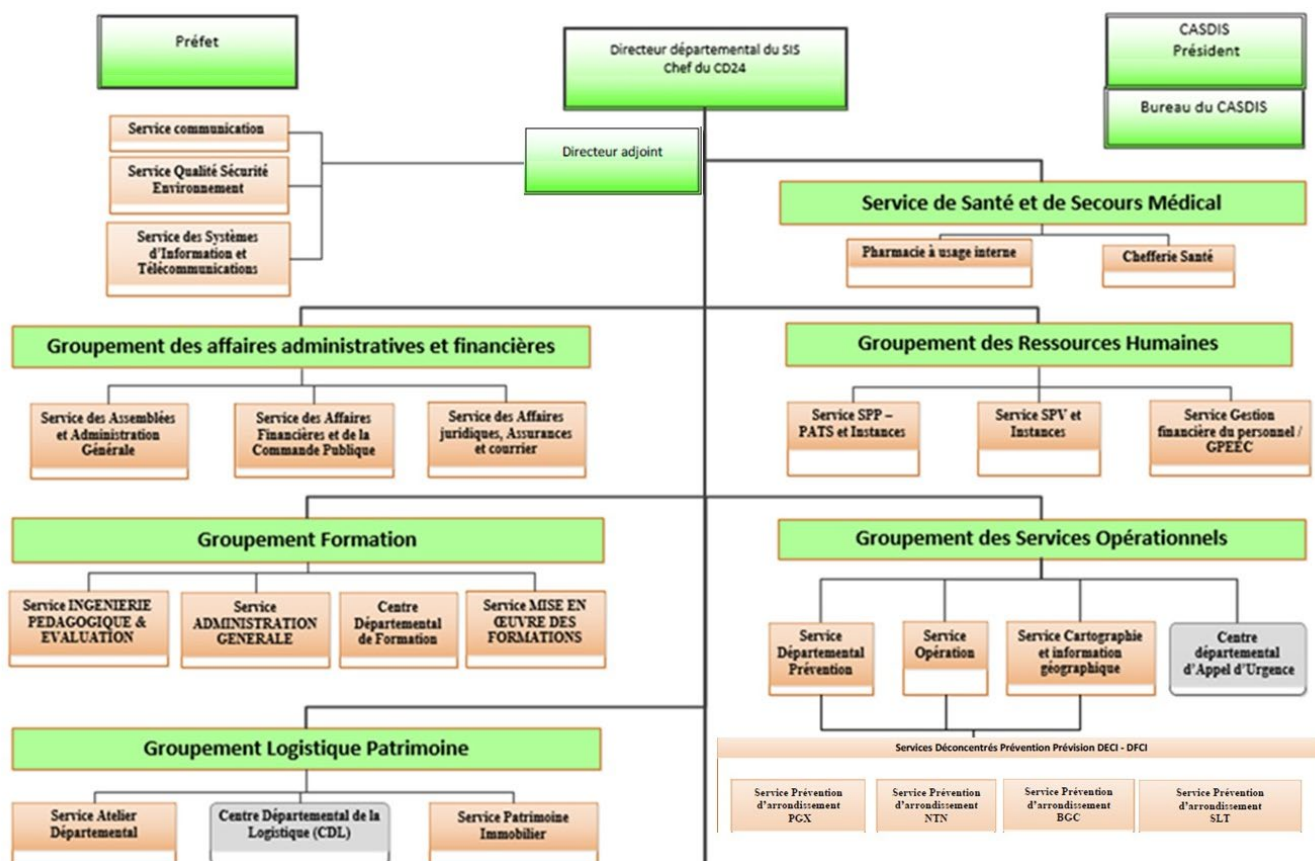 Préfet
Directeur départemental du SIS
Chef du CD24
CASDIS
Président
Bureau du CASDIS
Service communication
Service Qualité Sécurité
Environnement
Service des Systèmes
d'Information et
Télécommunications
Directeur adjoint
Service de Santé et de Secours Médical
Pharmacie à usage interne
Chefferie Santé
Groupement des affaires administratives et financières
Service des Assemblées
et Administration
Générale
Service des Affaires
Financières et de la
Commande Publique
Service des Affaires
juridiques, Assurances
et courrier
Groupement des Ressources Humaines
Service SPP –
PATS et Instances
Service SPV et
Instances
Service Gestion
financière du personnel /
GPEEC
Groupement Formation
Service INGENIERIE
PEDAGOGIQUE &
EVALUATION
Service
ADMINISTRATION
GENERALE
Centre
Départemental
de Formation
Service MISE EN
ŒUVRE DES
FORMATIONS
Groupement des Services Opérationnels
Service
Départemental
Prévention
Service
Opération
Service Cartographie
et information
géographique
Centre
départemental
d'Appel d'Urgence
Services Déconcentrés Prévention Prévision DECI - DFCI
Service Prévention
d'arrondissement
PGX
Service Prévention
d'arrondissement
NTN
Service Prévention
d'arrondissement
BGC
Service Prévention
d'arrondissement
SLT
Groupement Logistique Patrimoine
Service Atelier
Départemental
Centre Départemental de la
Logistique (CDL)
Service Patrimoine
Immobilier